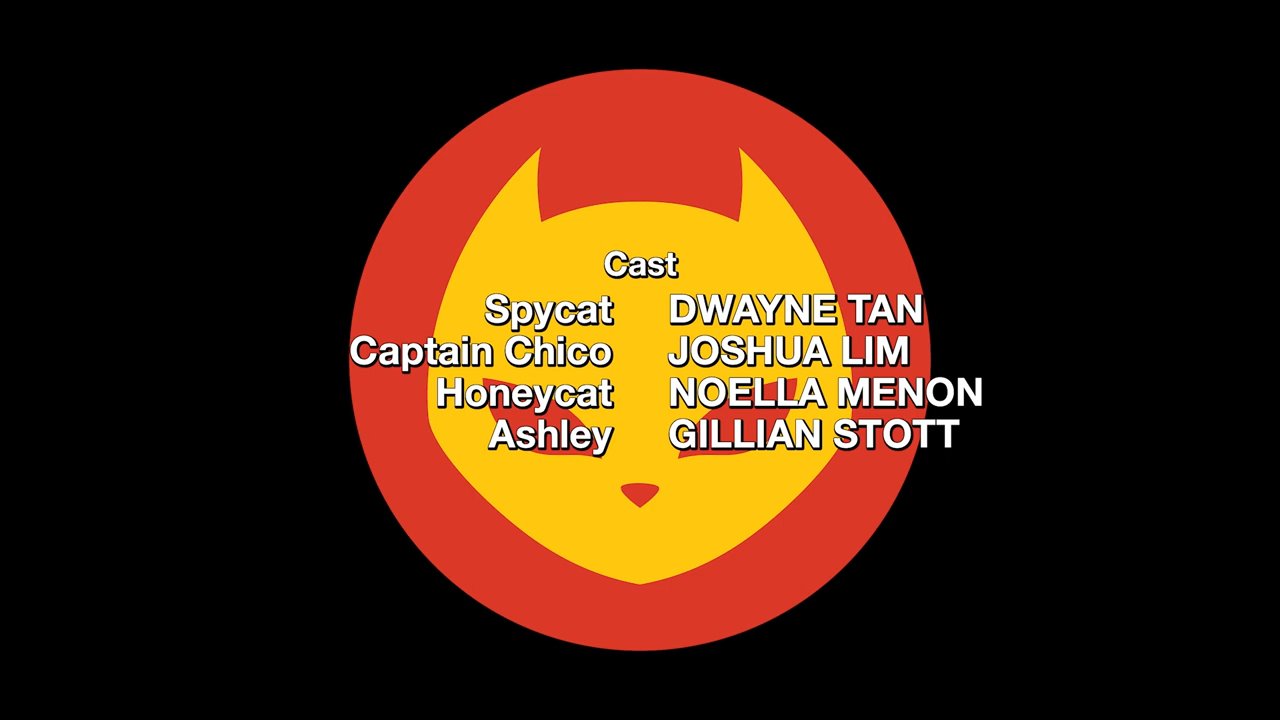 Cast
Spycat DWAYNE TAN
Captain Chico JOSHUA LIM
Honeycat NOELLA MENON
Ashley GILLIAN STOTT